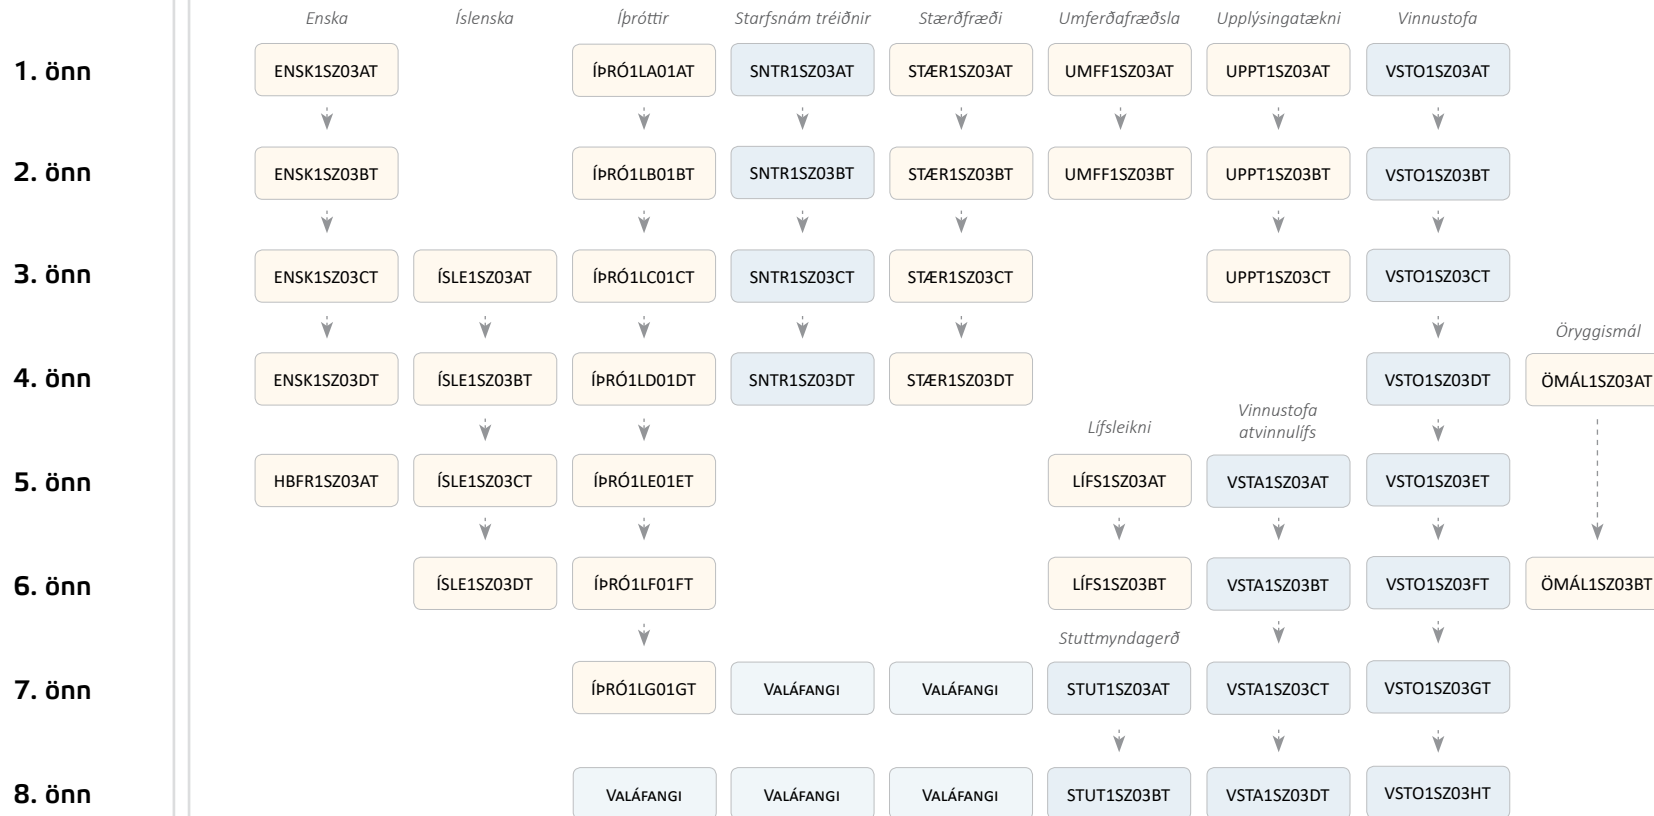 Enska Íslenska Íþróttir Starfsnám tréiðnir Stærðfræði Umferðafræðsla Upplýsingatækni Vinnustofa
1. önn ENSK1SZ03AT ÍÞRÓ1LA01AT SNTR1SZ03AT STÆR1SZ03AT UMFF1SZ03AT UPPT1SZ03AT VSTO1SZ03AT
2. önn ENSK1SZ03BT ÍÞRÓ1LB01BT SNTR1SZ03BT STÆR1SZ03BT UMFF1SZ03BT UPPT1SZ03BT VSTO1SZ03BT
3. önn ENSK1SZ03CT ÍSLE1SZ03AT ÍÞRÓ1LC01CT SNTR1SZ03CT STÆR1SZ03CT UPPT1SZ03CT VSTO1SZ03CT
Öryggismál
4. önn ENSK1SZ03DT ÍSLE1SZ03BT ÍÞRÓ1LD01DT SNTR1SZ03DT STÆR1SZ03DT VSTO1SZ03DT ÖMÁL1SZ03AT
Lífsleikni Vinnustofa
atvinnulífs
5. önn HBFR1SZ03AT ÍSLE1SZ03CT ÍÞRÓ1LE01ET LÍFS1SZ03AT VSTA1SZ03AT VSTO1SZ03ET
6. önn ÍSLE1SZ03DT ÍÞRÓ1LF01FT LÍFS1SZ03BT VSTA1SZ03BT VSTO1SZ03FT ÖMÁL1SZ03BT
Stuttmyndagerð
7. önn ÍÞRÓ1LG01GT VALÁFANGI VALÁFANGI STUT1SZ03AT VSTA1SZ03CT VSTO1SZ03GT
8. önn VALÁFANGI VALÁFANGI VALÁFANGI STUT1SZ03BT VSTA1SZ03DT VSTO1SZ03HT